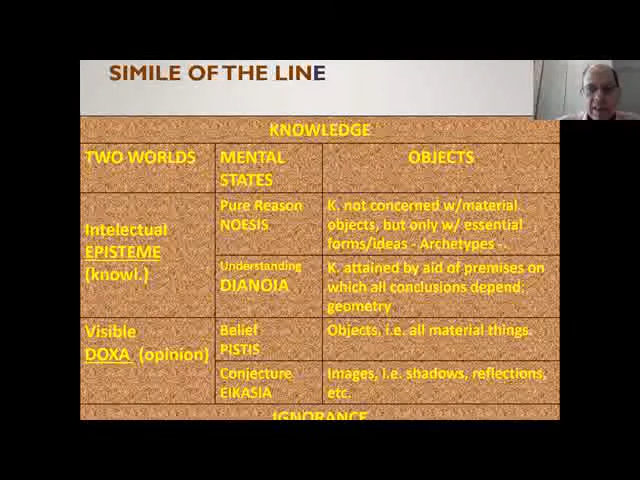 SIMILE OF THE LINE
KNOWLEDGE
TWO WORLDS
MENTAL
STATES
OBJECTS
Intelectual
EPISTEME
(knowl.)
Pure Reason
NOESIS
K. not concerned w/material
objects, but only w/ essential
forms/ideas - Archetypes -.
Understanding
DIANOIA
K. attained by aid of premises on
which all conclusions depend;
geometry
Visible
DOXA (opinion)
Belief
PISTIS
Objects, i.e. all material things.
Conjecture
EIKASIA
Images, i.e. shadows, reflections,
etc.
IGNORANCE